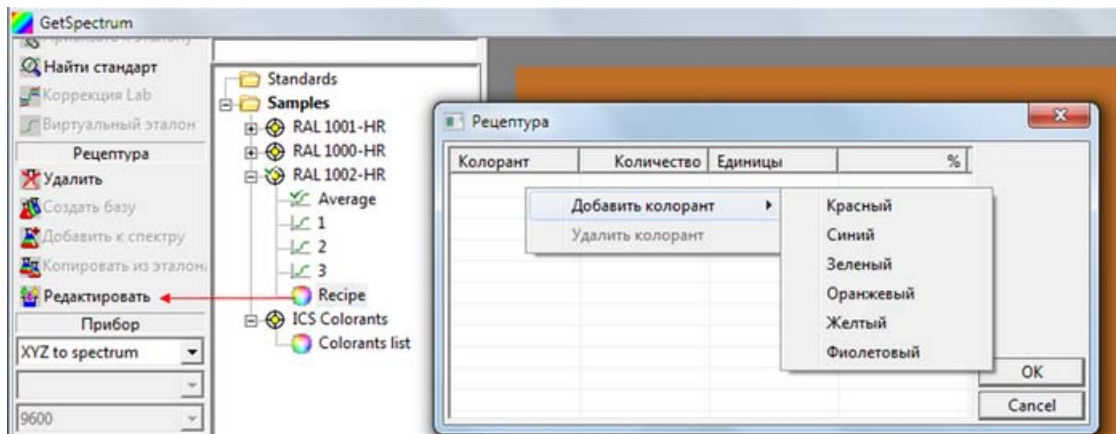 GetSpectrum
Найти стандарт
Коррекция Lab
Виртуальный эталон
Рецептура
Удалить
Создать базу
Добавить к спектру
Копировать из эталон
Редактировать
Прибор
XYZ to spectrum
9600
Standards
Samples
RAL 1001-HR
RAL 1000-HR
RAL 1002-HR
Average
1
2
3
Recipe
ICS Colorants
Colorants list
Рецептура
Колорант Количество Единицы %
Добавить колорант
Удалить колорант
Красный
Синий
Зеленый
Оранжевый
Желтый
Фиолетовый
OK
Cancel